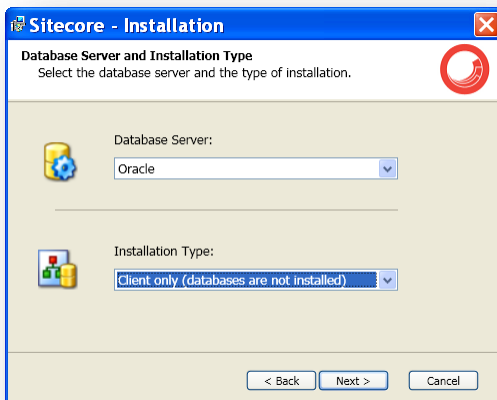 Sitecore - Installation
Database Server and Installation Type
Select the database server and the type of installation.
Database Server:
Oracle
Installation Type:
Client only (databases are not installed)
< Back
Next >
Cancel